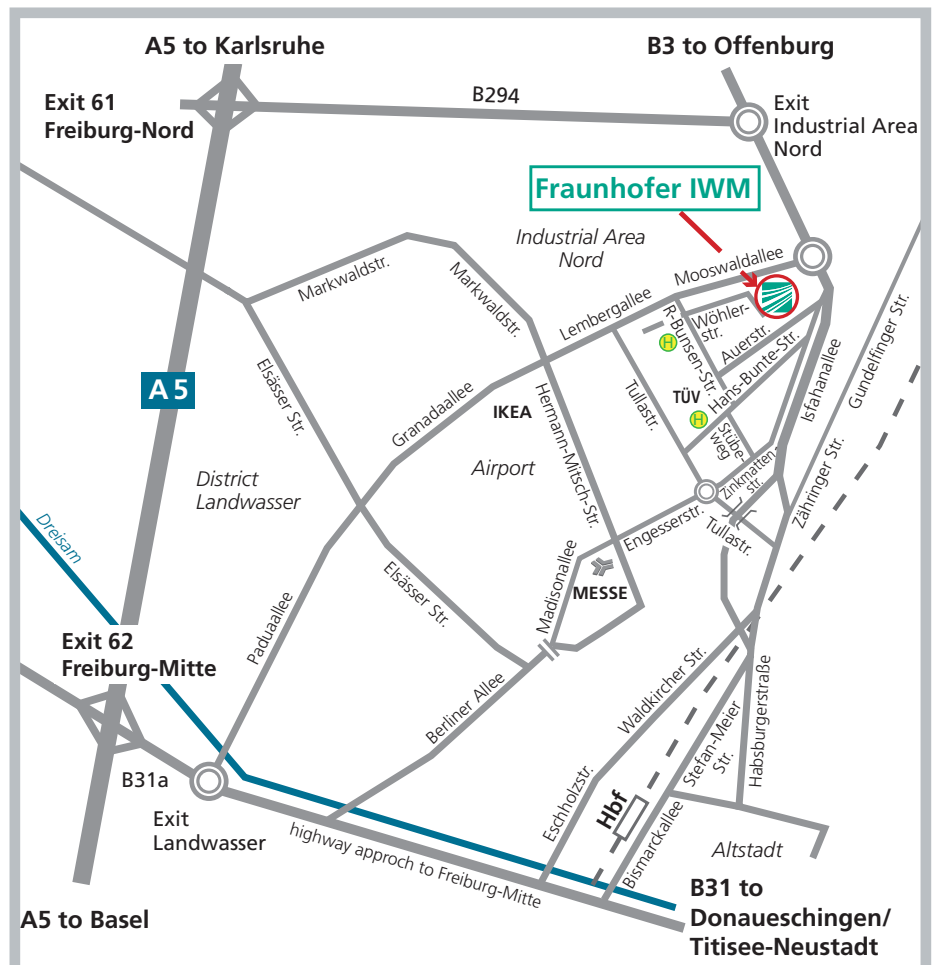 A5 to Karlsruhe
B3 to Offenburg
Exit 61
Freiburg-Nord
B294
Exit
Industrial Area
Nord
Fraunhofer IWM
Industrial Area
Nord
Mooswaldallee
Markwaldstr.
Markwaldstr.
Lembergallee
Wöhler-
str.
R-Bunsen-Str.
Auerstr.
Hans-Bunte-Str.
H
Isfahanallee
Gundelfinger Str.
A5
Elsässer Str.
Granadaallee
IKEA
Hermann-Mitsch-Str.
Tullastr.
TÜV
H
Stübe-
weg
Zinkmatten
str.
Zähringer Str.
District
Landwasser
Airport
Dreisam
Engesserstr.
Tullastr.
Elsässer Str.
Madisonallee
MESSE
Paduaallee
Exit 62
Freiburg-Mitte
Berliner Allee
Waldkircher Str.
Stefan-Meier
Str.
Habsburgerstraße
B31a
Exit
Landwasser
highway approch to Freiburg-Mitte
Eschholzstr.
Hbf
Bismarckallee
Altstadt
A5 to Basel
B31 to
Donaueschingen/
Titisee-Neustadt